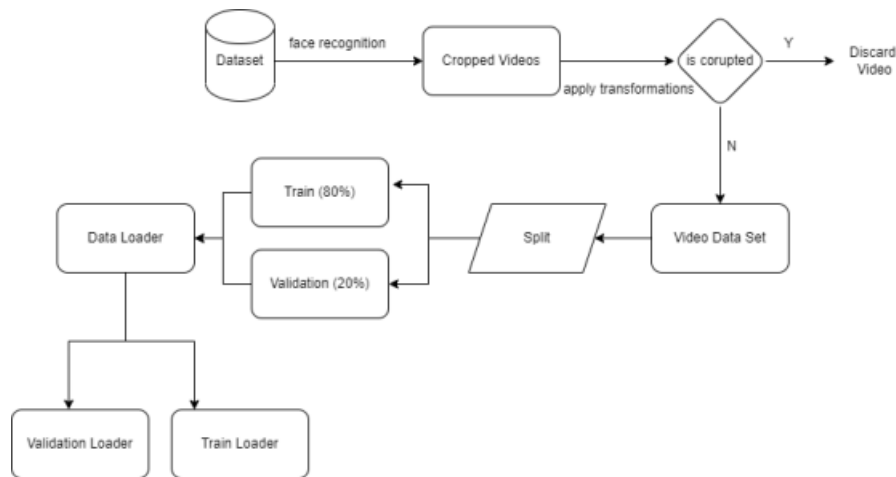 face recognition
Dataset
Cropped Videos
apply transformations
is corupted
Y
Discard
Video
N
Train (80%)
Data Loader
Split
Video Data Set
Validation (20%)
Validation Loader
Train Loader